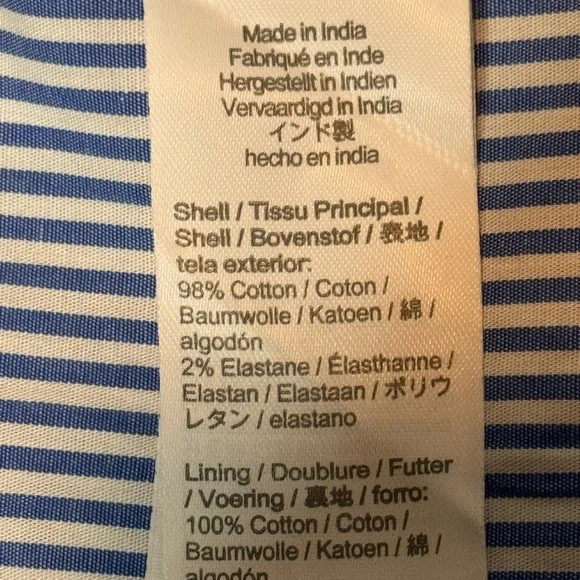 Made in India
Fabriqué en Inde
Hergestellt in Indien
Vervaardigd in India
インド製
hecho en india
Shell / Tissu Principal /
Shell / Bovenstof / 表地 /
tela exterior:
98% Cotton / Coton /
Baumwolle / Katoen / 綿 /
algodón
2% Elastane / Élasthanne /
Elastan / Elastaan / ポリウ
レタン / elastano
Lining / Doublure / Futter
/ Voering / 裏地 / forro:
100% Cotton / Coton /
Baumwolle / Katoen / 綿 /
algodón